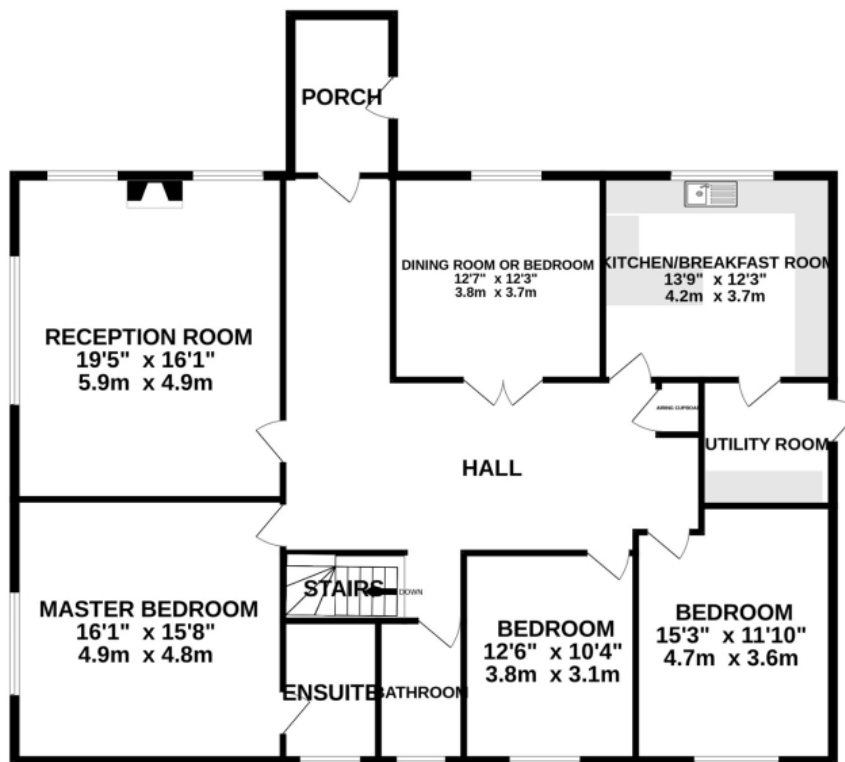 PORCH
DINING ROOM OR BEDROOM
12'7" x 12'3"
3.8m x 3.7m
KITCHEN/BREAKFAST ROOM
13'9" x 12'3"
4.2m x 3.7m
RECEPTION ROOM
19'5" x 16'1"
5.9m x 4.9m
UTILITY ROOM
HALL
STAIRS
DOWN
MASTER BEDROOM
16'1" x 15'8"
4.9m x 4.8m
BEDROOM
12'6" x 10'4"
3.8m x 3.1m
BEDROOM
15'3" x 11'10"
4.7m x 3.6m
ENSUITE
BATHROOM